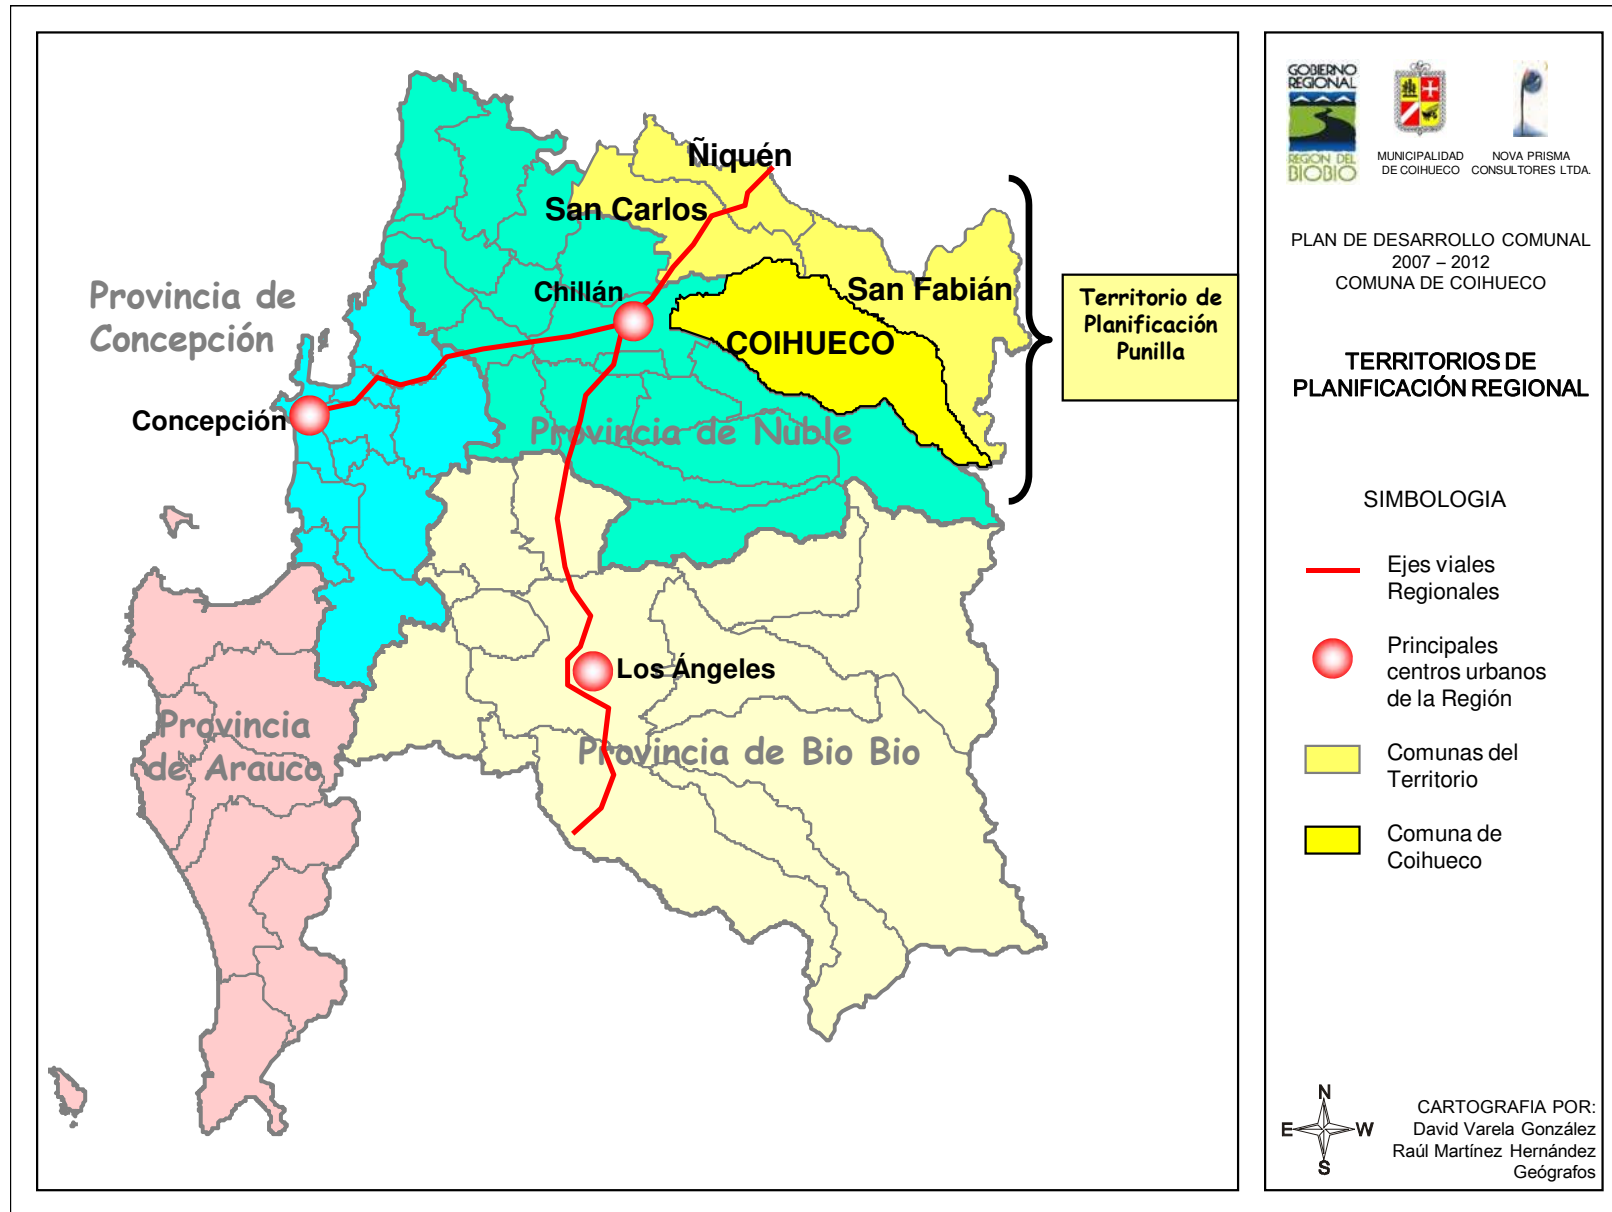 Ñiquén
San Carlos
San Fabián
Chillán
COIHUECO
Provincia de
Concepción
Concepción
Provincia de Ñuble
Los Ángeles
Provincia
de Arauco
Provincia de Bio Bio
Territorio de
Planificación
Punilla
GOBIERNO
REGIONAL
REGION DEL
BIOBIO
MUNICIPALIDAD
DE COIHUECO
NOVA PRISMA
CONSULTORES LTDA.
PLAN DE DESARROLLO COMUNAL
2007 – 2012
COMUNA DE COIHUECO
TERRITORIOS DE
PLANIFICACIÓN REGIONAL
SIMBOLOGIA
Ejes viales
Regionales
Principales
centros urbanos
de la Región
Comunas del
Territorio
Comuna de
Coihueco
N
E W
S
CARTOGRAFIA POR:
David Varela González
Raúl Martínez Hernández
Geógrafos